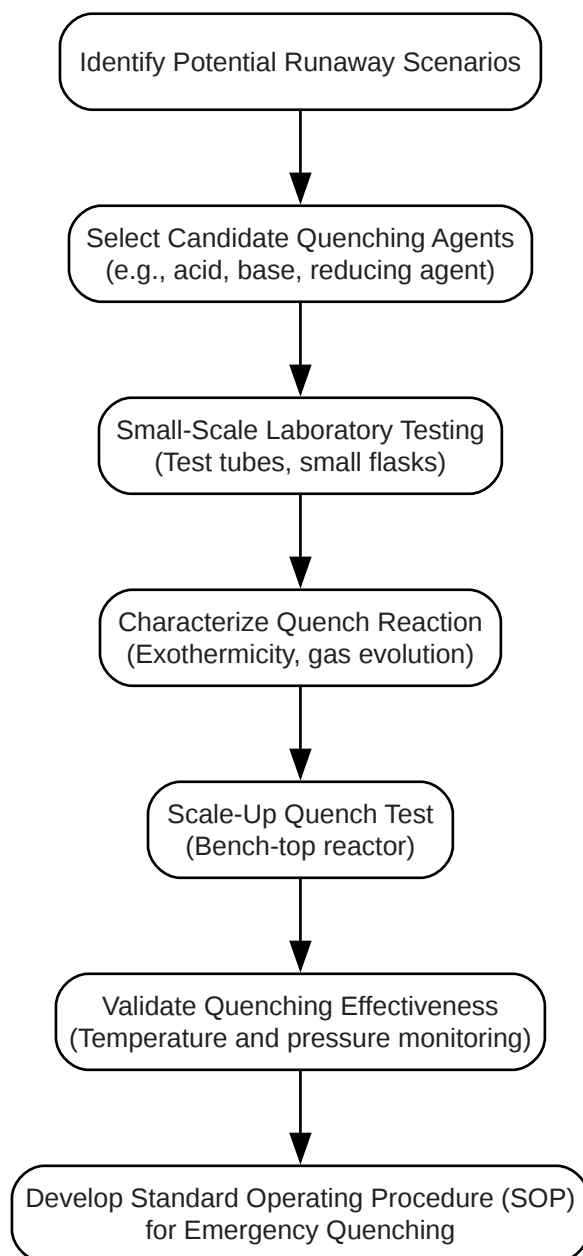 Identify Potential Runaway Scenarios
Select Candidate Quenching Agents
(e.g., acid, base, reducing agent)
Small-Scale Laboratory Testing
(Test tubes, small flasks)
Characterize Quench Reaction
(Exothermicity, gas evolution)
Scale-Up Quench Test
(Bench-top reactor)
Validate Quenching Effectiveness
(Temperature and pressure monitoring)
Develop Standard Operating Procedure (SOP)
for Emergency Quenching